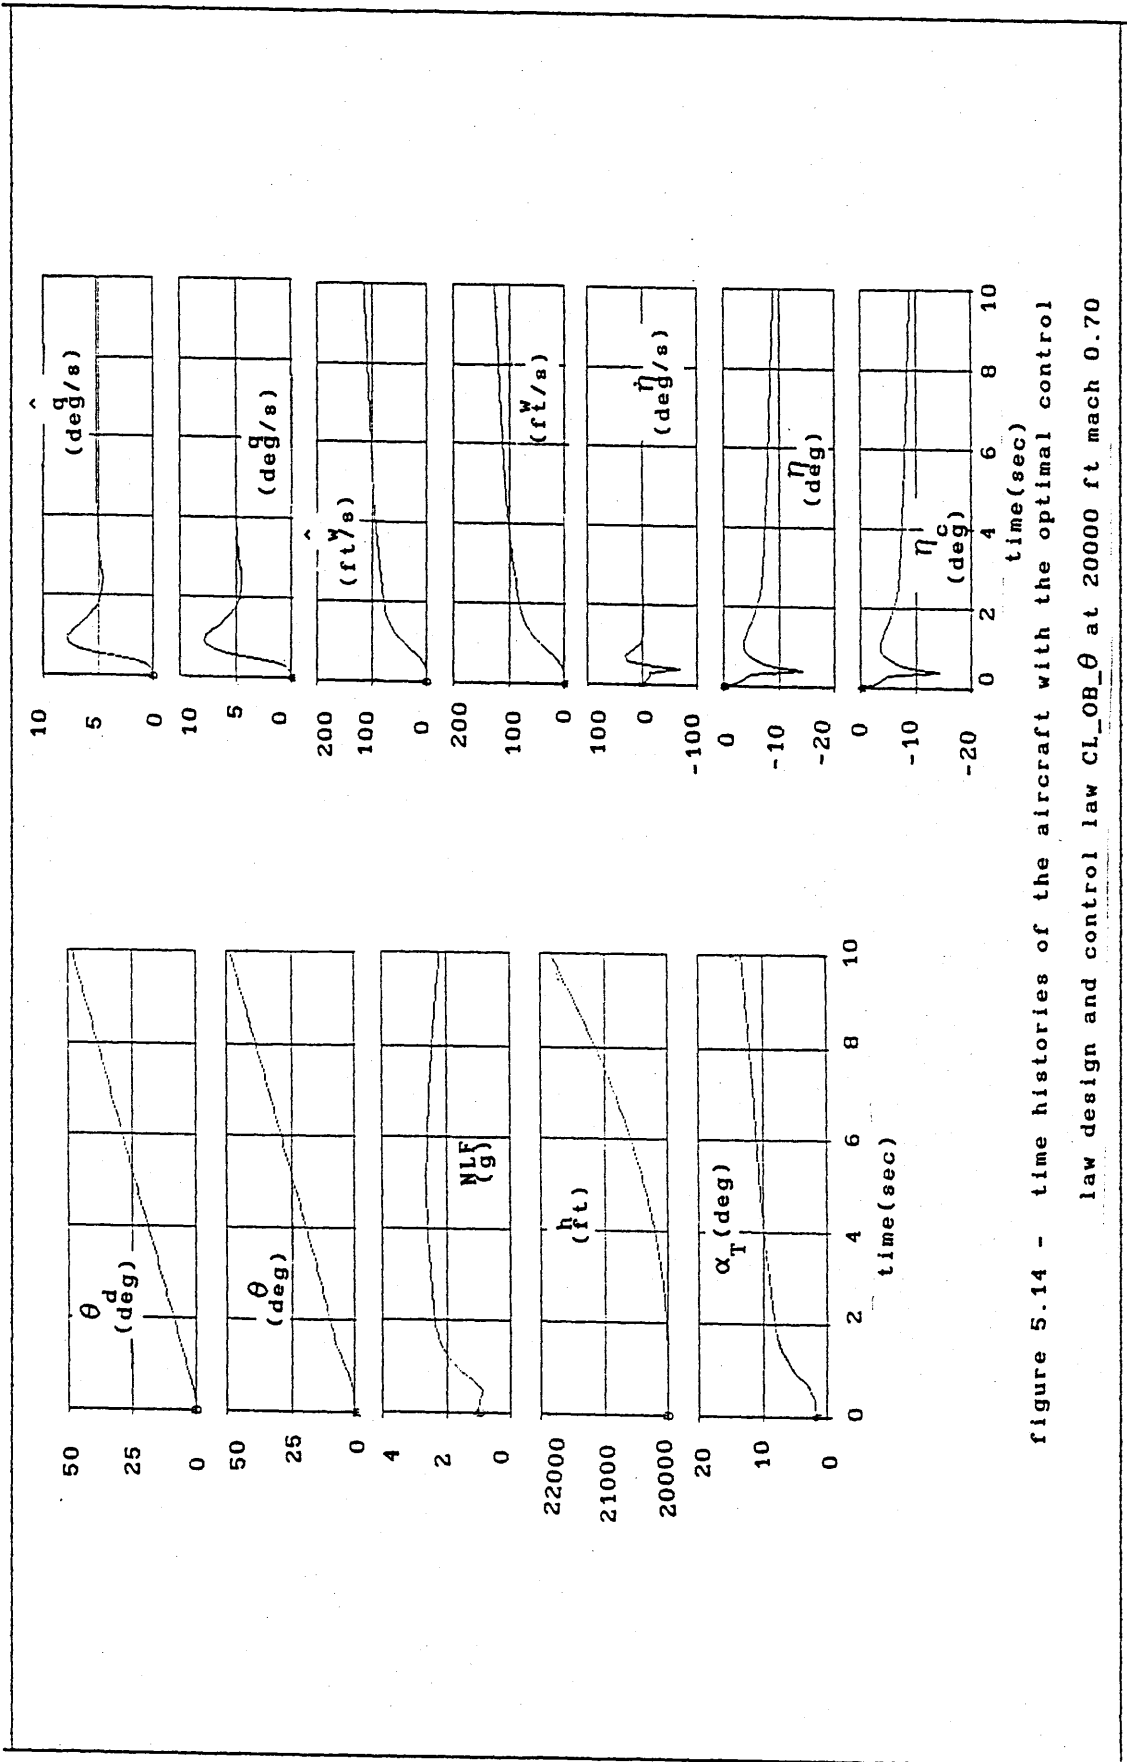 50
25
0
θ d
(deg)
50
25
0
θ
(deg)
4
2
0
NLF
(g)
22000
21000
20000
h
(ft)
20
10
0
α T (deg)
0
2
4
6
8
10
time(sec)
10
5
0
^
q
(deg/s)
10
5
0
q
(deg/s)
200
100
0
^
w
(ft/s)
200
100
0
w
(ft/s)
100
0
-100
η̇
(deg/s)
0
-10
-20
η
(deg)
0
-10
-20
η c
(deg)
0
2
4
6
8
10
time(sec)
figure 5.14 - time histories of the aircraft with the optimal control
law design and control law CL_OB_θ at 20000 ft mach 0.70